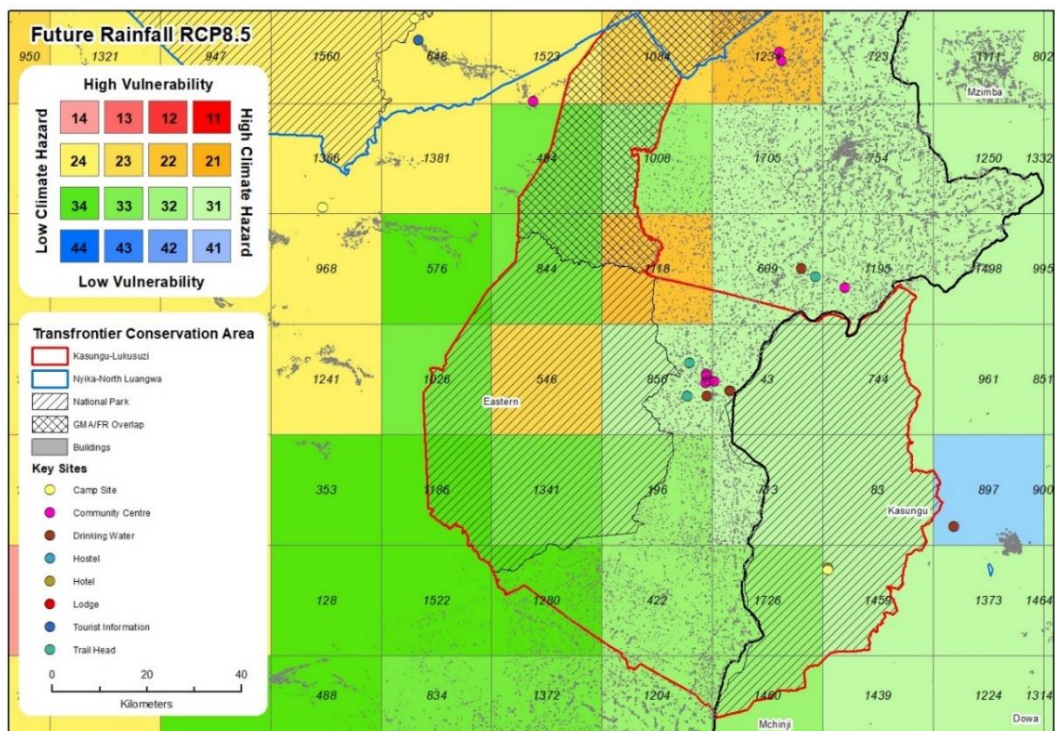 Future Rainfall RCP8.5
950 1321 947 1560 648 1523 1084 723 1111 802
High Vulnerability
Low Climate Hazard
High Climate Hazard
14 13 12 11
24 23 22 21
34 33 32 31
44 43 42 41
Low Vulnerability
Mzimba
1366 1381 494 1008 1705 754 1250 1332
968 576 844 1118 609 1195 1498 995
Transfrontier Conservation Area
Kasungu-Lukusuzi
Nyika-North Luangwa
National Park
GMA/FR Overlap
Buildings
Key Sites
Camp Site
Community Centre
Drinking Water
Hostel
Hotel
Lodge
Tourist Information
Trail Head
0 20 40
Kilometers
1241 1026 546 856 43 744 961 851
Eastern
353 1186 1341 196 713 83 897 900
Kasungu
128 1522 1280 422 1726 1459 1373 1464
488 834 1372 1204 1460 1439 1224 1314
Mchinji
Dowa